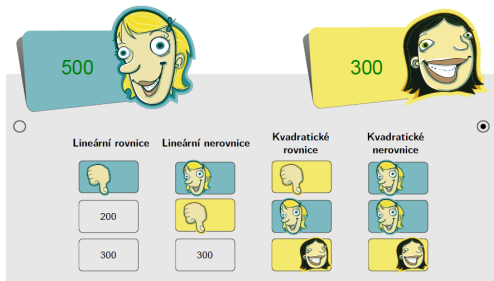 500
300
Lineární rovnice
Lineární nerovnice
Kvadratické
rovnice
Kvadratické
nerovnice
200
300
300